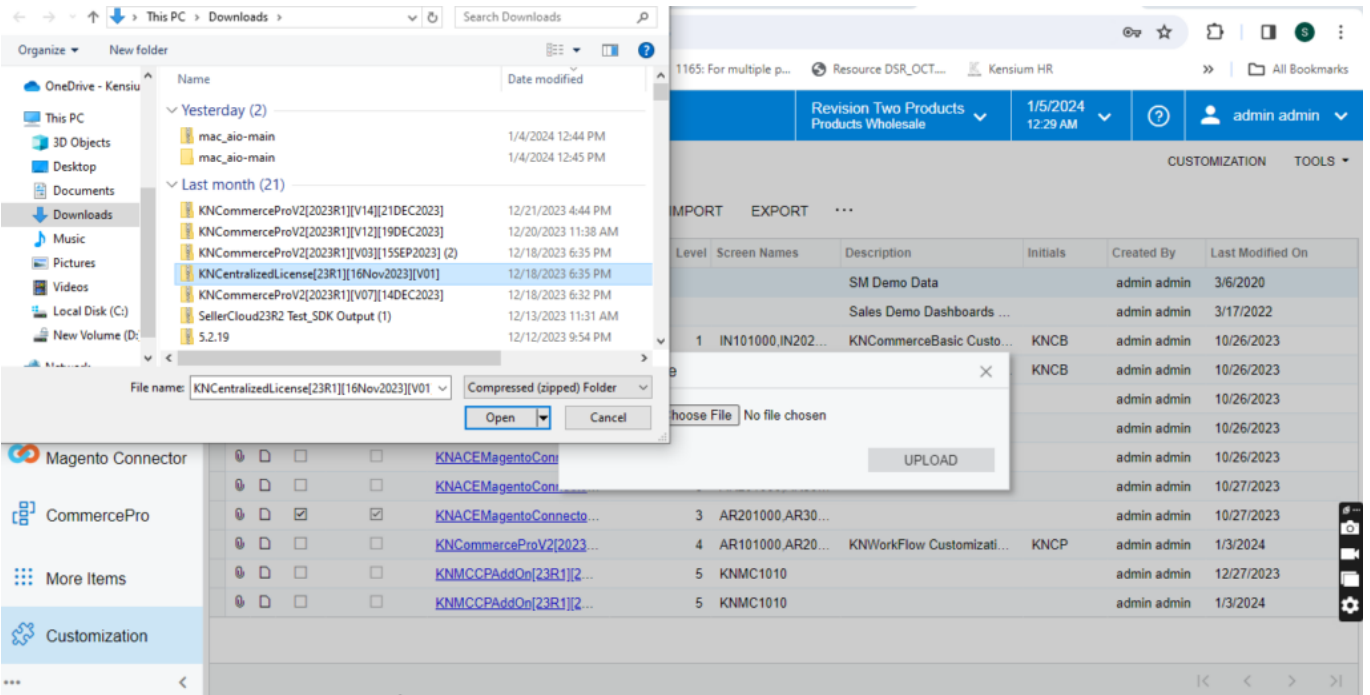 This PC > Downloads >
Search Downloads
Organize
New folder
OneDrive - Kensiu
This PC
3D Objects
Desktop
Documents
Downloads
Music
Pictures
Videos
Local Disk (C:)
New Volume (D:
Name Date modified
Yesterday (2)
mac_aio-main 1/4/2024 12:44 PM
mac_aio-main 1/4/2024 12:45 PM
Last month (21)
KNCommerceProV2[2023R1][V14][21DEC2023] 12/21/2023 4:44 PM
KNCommerceProV2[2023R1][V12][19DEC2023] 12/20/2023 11:38 AM
KNCommerceProV2[2023R1][V03][15SEP2023] (2) 12/18/2023 6:35 PM
KNCentralizedLicense[23R1][16Nov2023][V01] 12/18/2023 6:35 PM
KNCommerceProV2[2023R1][V07][14DEC2023] 12/18/2023 6:32 PM
SellerCloud23R2 Test_SDK Output (1) 12/13/2023 11:31 AM
5.2.19 12/12/2023 9:54 PM
File name: KNCentralizedLicense[23R1][16Nov2023][V01
Compressed (zipped) Folder
Open Cancel
S
1165: For multiple p... Resource DSR_OCT.... Kensium HR » All Bookmarks
Revision Two Products
Products Wholesale
1/5/2024
12:29 AM
admin admin
CUSTOMIZATION TOOLS
IMPORT EXPORT ...
Level Screen Names Description Initials Created By Last Modified On
SM Demo Data admin admin 3/6/2020
Sales Demo Dashboards ... admin admin 3/17/2022
1 IN101000,IN202... KNCommerceBasic Custo... KNCB admin admin 10/26/2023
KNCB admin admin 10/26/2023
admin admin 10/26/2023
admin admin 10/26/2023
hoose File No file chosen
UPLOAD
Magento Connector
CommercePro
More Items
Customization
KNACEMagentoConn admin admin 10/26/2023
KNACEMagentoConnecto... admin admin 10/27/2023
KNACEMagentoConnecto... 3 AR201000,AR30... admin admin 10/27/2023
KNCommerceProV2[2023... 4 AR101000,AR20... KNWorkFlow Customizati... KNCP admin admin 1/3/2024
KNMCCPAddOn[23R1][2... 5 KNMC1010 admin admin 12/27/2023
KNMCCPAddOn[23R1][2... 5 KNMC1010 admin admin 1/3/2024